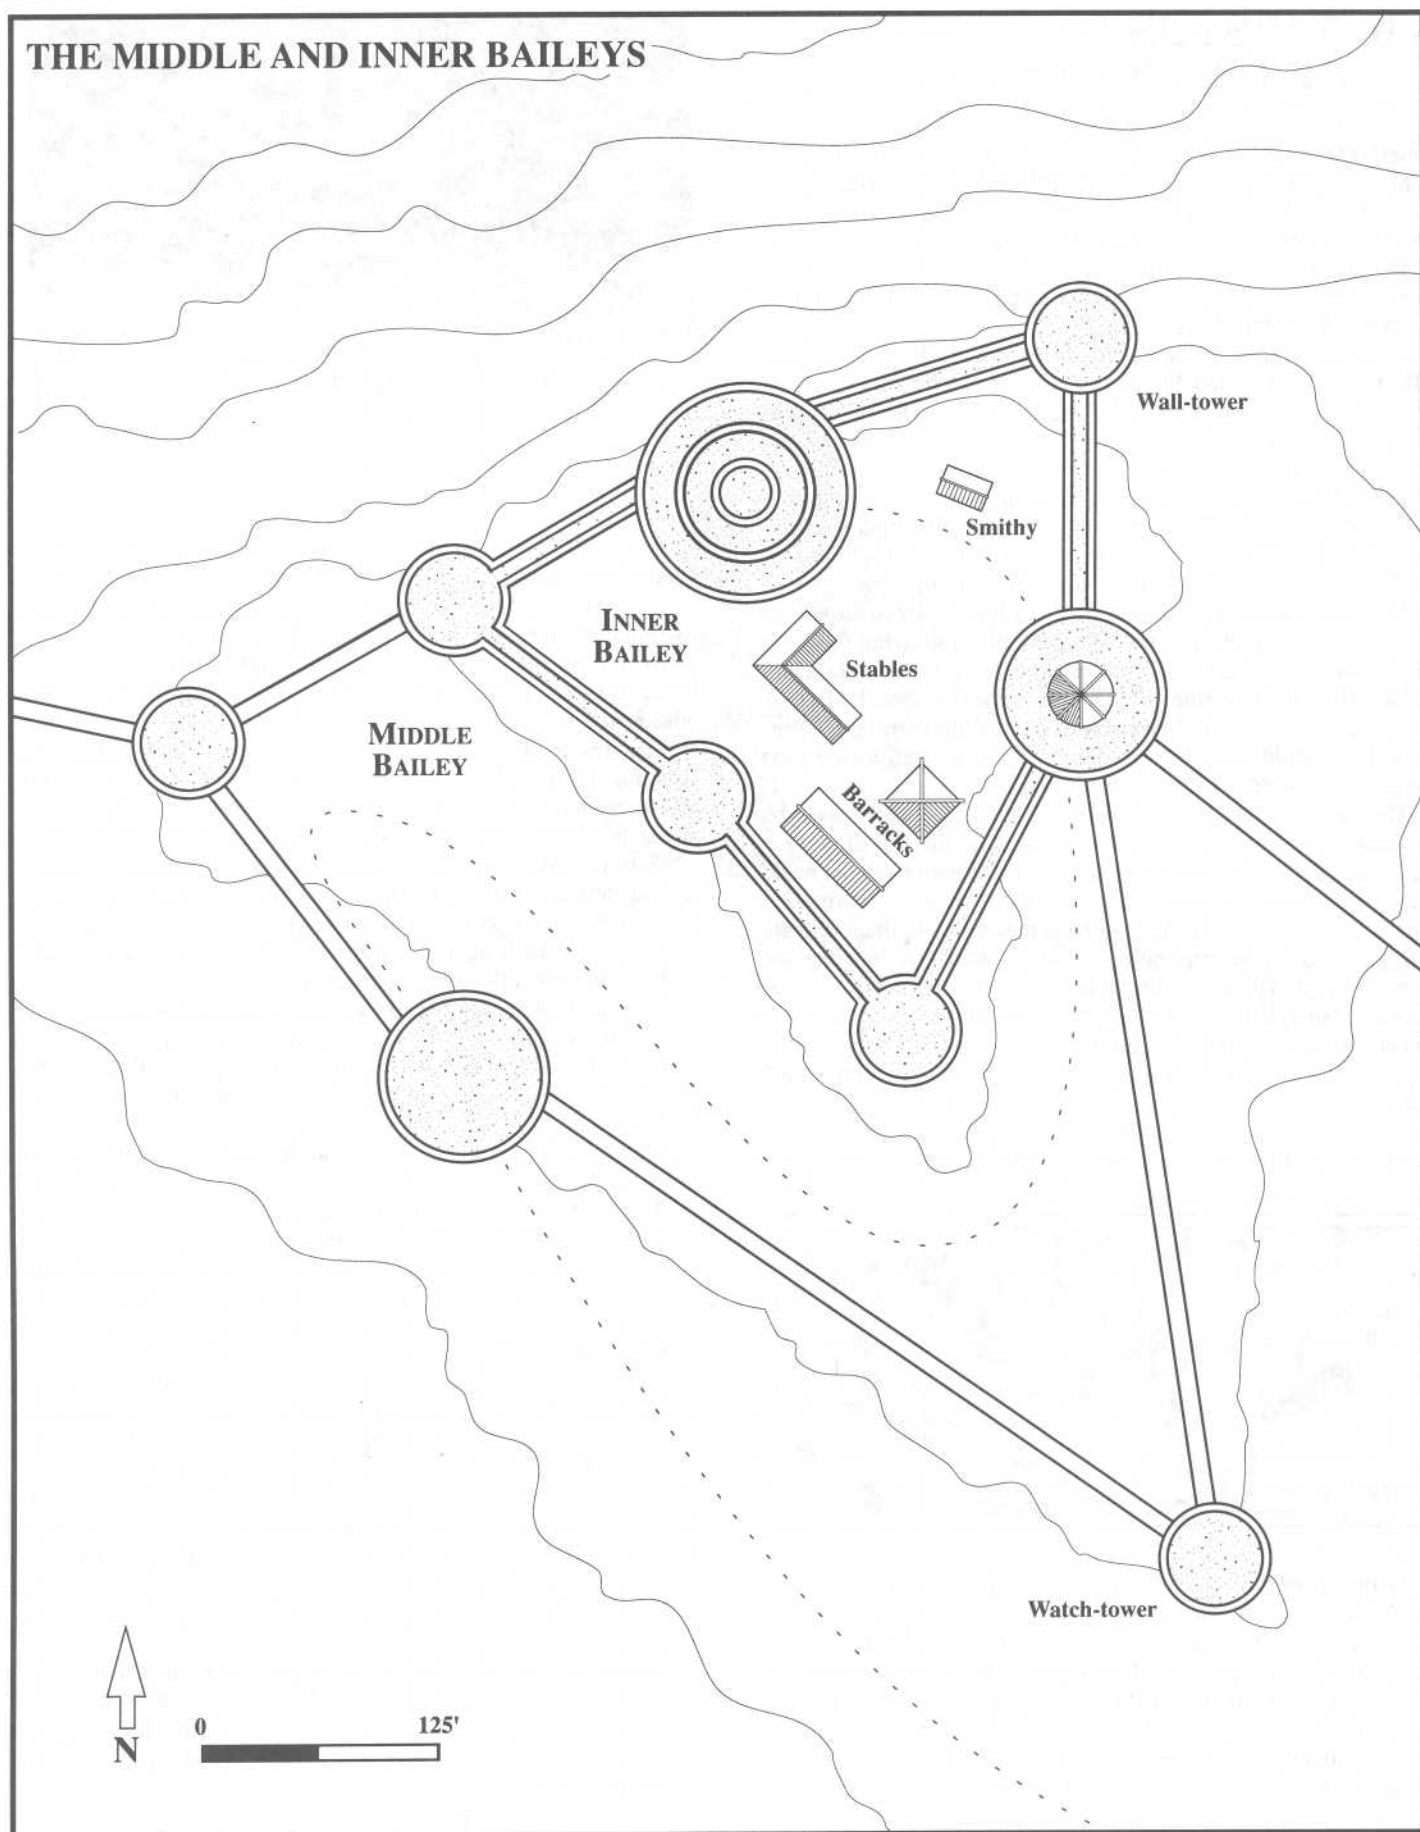 THE MIDDLE AND INNER BAILEYS
Wall-tower
Smithy
INNER
BAILEY
Stables
MIDDLE
BAILEY
Barracks
Watch-tower
0 125'
N